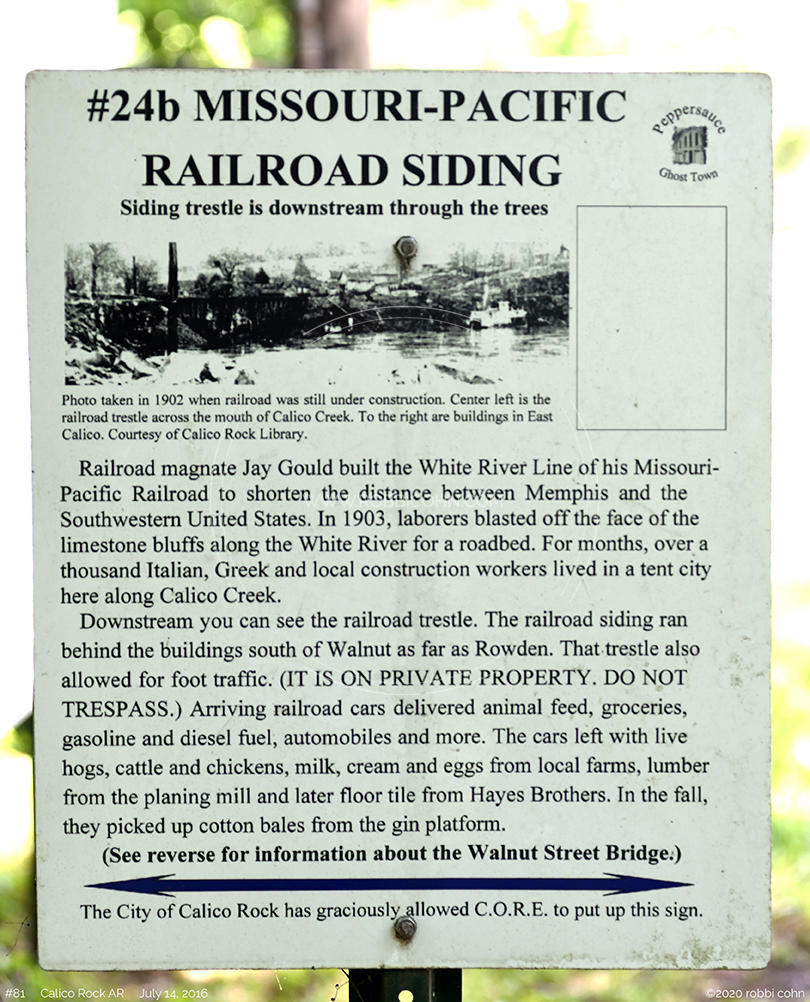 #24b MISSOURI-PACIFIC
RAILROAD SIDING
Peppersauce
Ghost Town
Siding trestle is downstream through the trees
Photo taken in 1902 when railroad was still under construction. Center left is the
railroad trestle across the mouth of Calico Creek. To the right are buildings in East
Calico. Courtesy of Calico Rock Library.
Railroad magnate Jay Gould built the White River Line of his Missouri-
Pacific Railroad to shorten the distance between Memphis and the
Southwestern United States. In 1903, laborers blasted off the face of the
limestone bluffs along the White River for a roadbed. For months, over a
thousand Italian, Greek and local construction workers lived in a tent city
here along Calico Creek.
Downstream you can see the railroad trestle. The railroad siding ran
behind the buildings south of Walnut as far as Rowden. That trestle also
allowed for foot traffic. (IT IS ON PRIVATE PROPERTY. DO NOT
TRESPASS.) Arriving railroad cars delivered animal feed, groceries,
gasoline and diesel fuel, automobiles and more. The cars left with live
hogs, cattle and chickens, milk, cream and eggs from local farms, lumber
from the planing mill and later floor tile from Hayes Brothers. In the fall,
they picked up cotton bales from the gin platform.
(See reverse for information about the Walnut Street Bridge.)
The City of Calico Rock has graciously allowed C.O.R.E. to put up this sign.
#81 Calico Rock AR July 14, 2016
©2020 robbi cohn